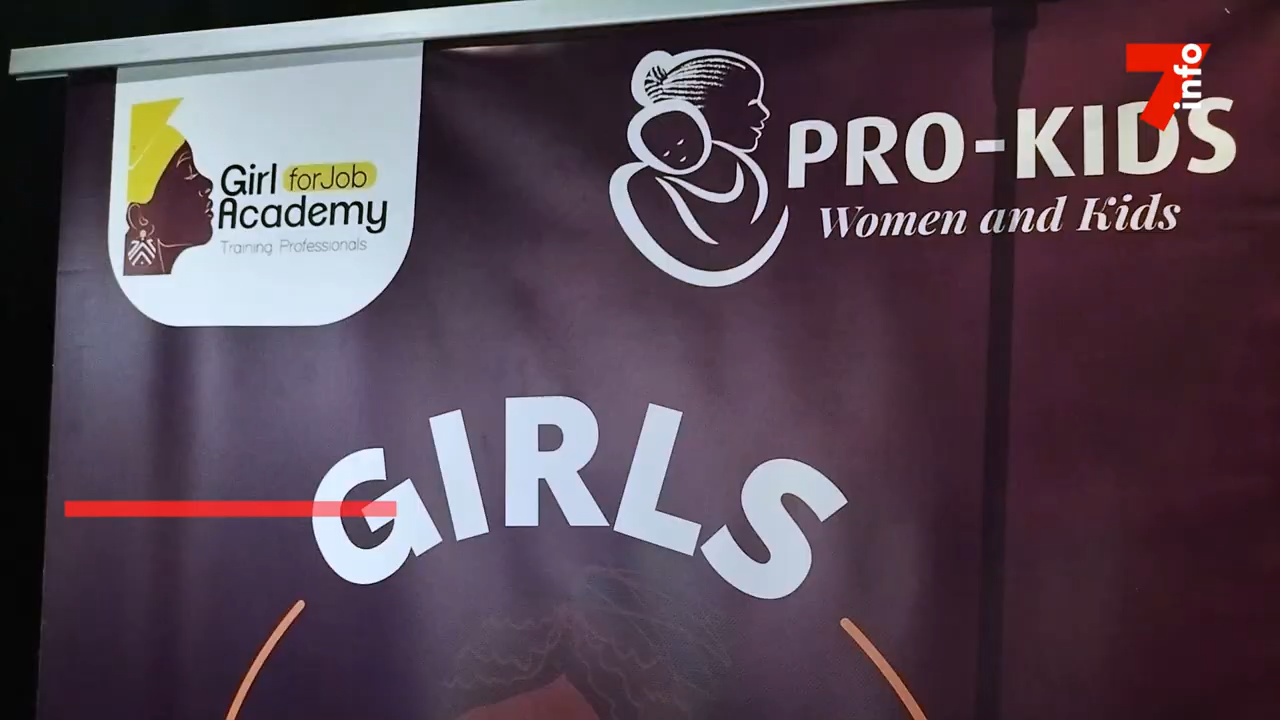 Girl forJob
Academy
Training Professionals
PRO-KIDS
Women and Kids
7info
GIRLS